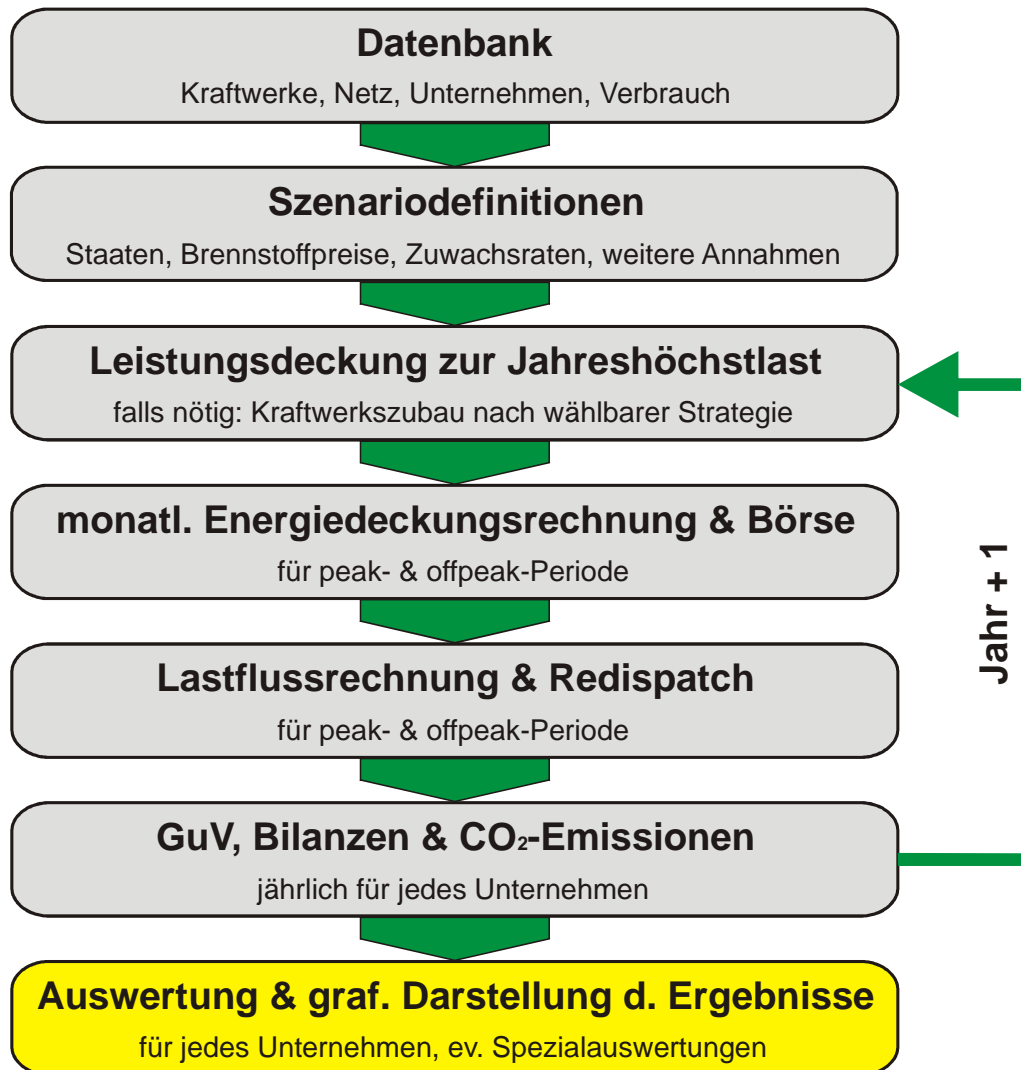 Datenbank
Kraftwerke, Netz, Unternehmen, Verbrauch
Szenariodefinitionen
Staaten, Brennstoffpreise, Zuwachsraten, weitere Annahmen
Leistungsdeckung zur Jahreshöchstlast
falls nötig: Kraftwerkszubau nach wählbarer Strategie
monatl. Energiedeckungsrechnung & Börse
für peak- & offpeak-Periode
Lastflussrechnung & Redispatch
für peak- & offpeak-Periode
GuV, Bilanzen & CO₂-Emissionen
jährlich für jedes Unternehmen
Auswertung & graf. Darstellung d. Ergebnisse
für jedes Unternehmen, ev. Spezialauswertungen
Jahr + 1